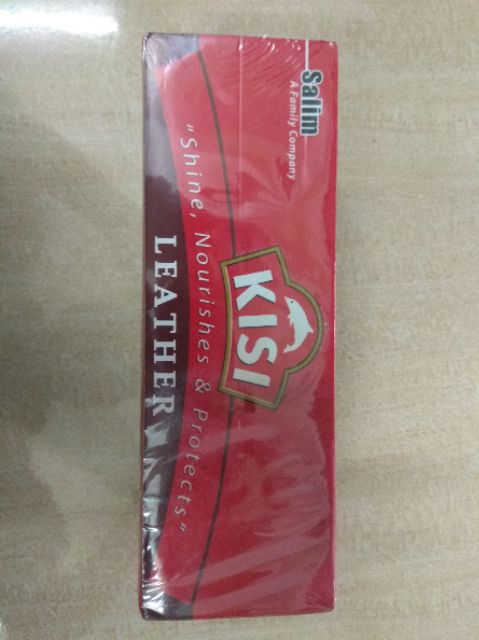 Salim
A Family Company
KISI
"Shine, Nourishes & Protects"
LEATHER